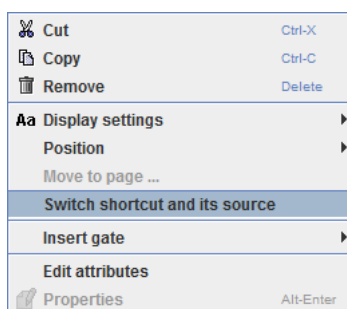 Cut Ctrl-X
Copy Ctrl-C
Remove Delete
Aa Display settings
Position
Move to page ...
Switch shortcut and its source
Insert gate
Edit attributes
Properties Alt-Enter